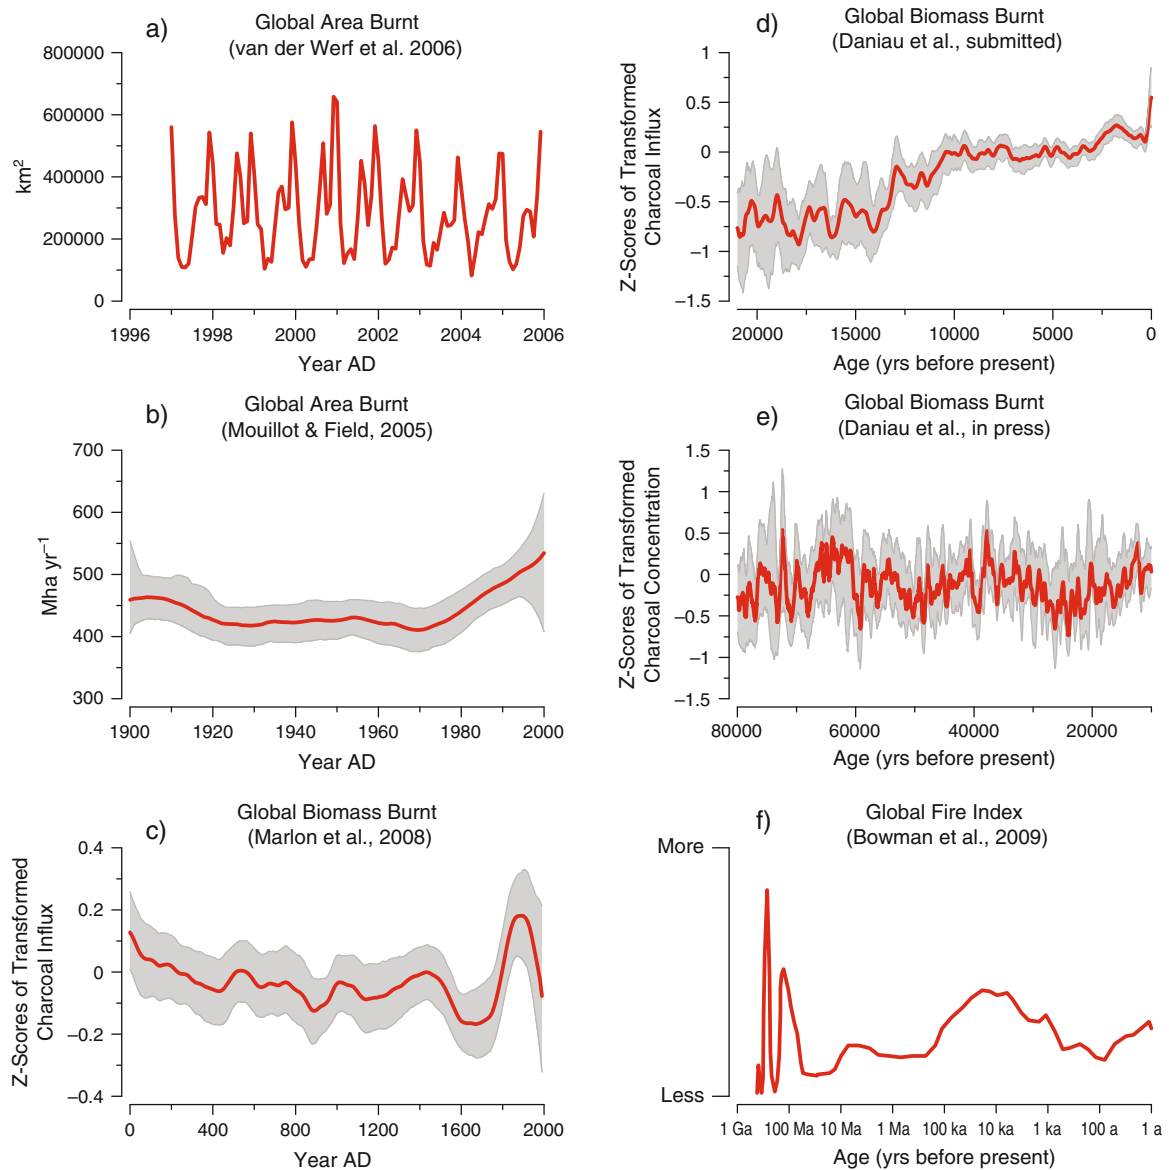 a)
Global Area Burnt
(van der Werf et al. 2006)
800000
600000
400000
200000
0
km²
1996 1998 2000 2002 2004 2006
Year AD
b)
Global Area Burnt
(Mouillot & Field, 2005)
700
600
500
400
300
Mha yr⁻¹
1900 1920 1940 1960 1980 2000
Year AD
c)
Global Biomass Burnt
(Marlon et al., 2008)
0.4
0.2
0
−0.2
−0.4
Z-Scores of Transformed
Charcoal Influx
0 400 800 1200 1600 2000
Year AD
d)
Global Biomass Burnt
(Daniau et al., submitted)
1
0.5
0
−0.5
−1
−1.5
Z-Scores of Transformed
Charcoal Influx
20000 15000 10000 5000 0
Age (yrs before present)
e)
Global Biomass Burnt
(Daniau et al., in press)
1.5
1
0.5
0
−0.5
−1
−1.5
Z-Scores of Transformed
Charcoal Concentration
80000 60000 40000 20000
Age (yrs before present)
f)
Global Fire Index
(Bowman et al., 2009)
More
Less
1 Ga 100 Ma 10 Ma 1 Ma 100 ka 10 ka 1 ka 100 a 1 a
Age (yrs before present)